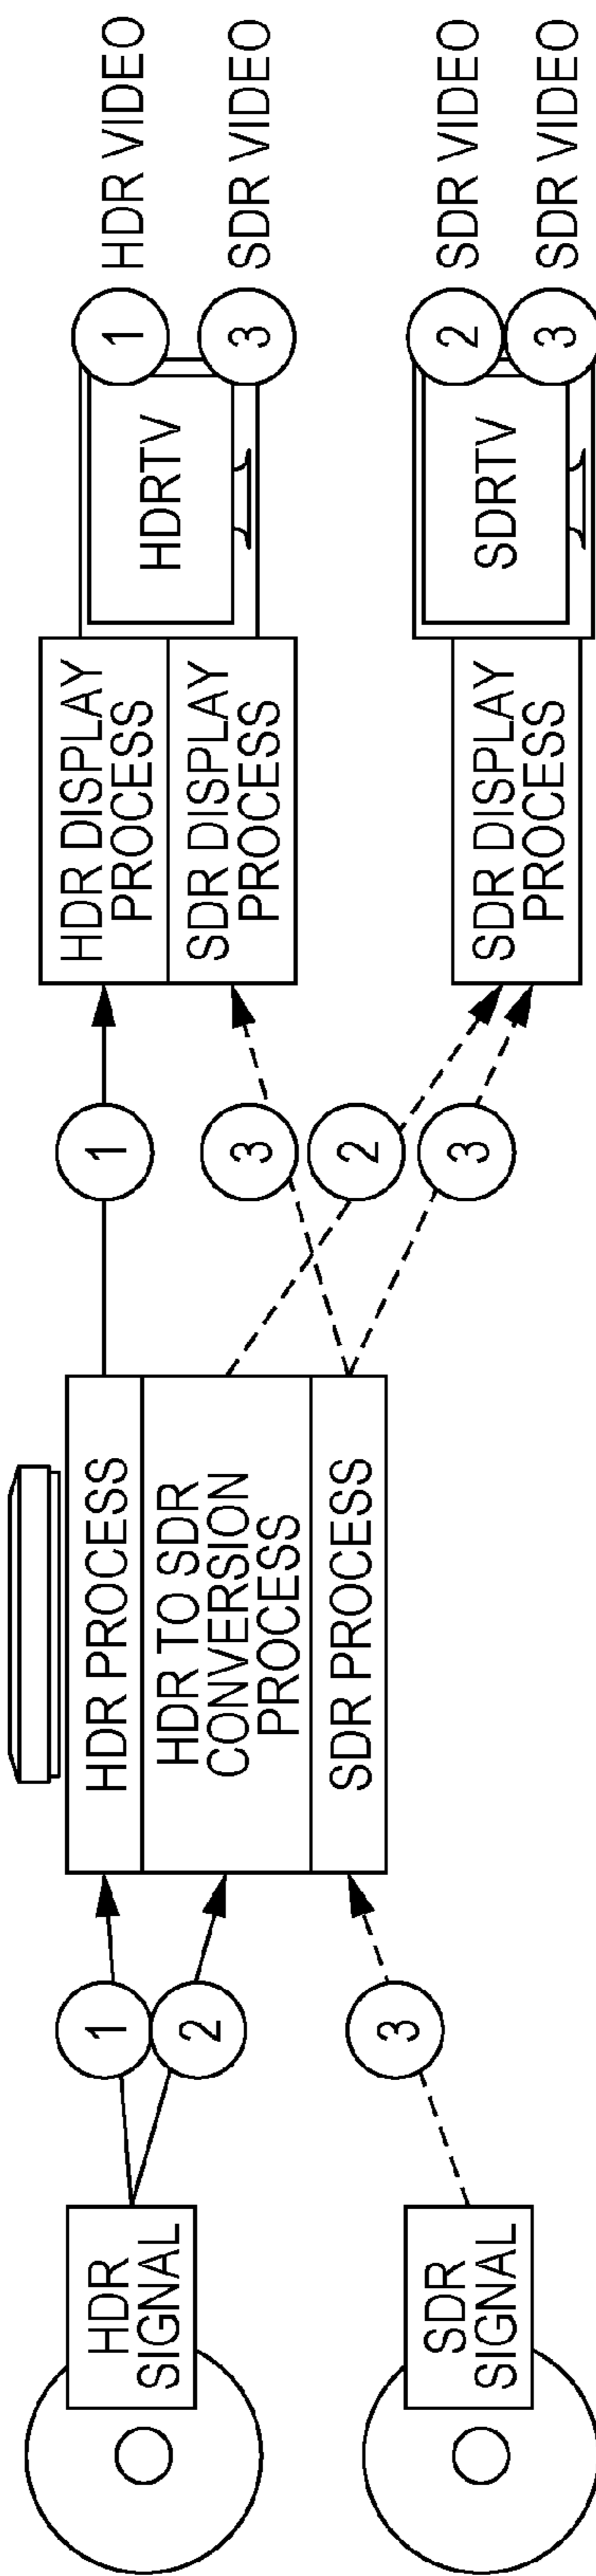 HDR
SIGNAL
1
2
SDR
SIGNAL
3
HDR PROCESS
HDR TO SDR
CONVERSION
PROCESS
SDR PROCESS
1
3
2
3
HDR DISPLAY
PROCESS
SDR DISPLAY
PROCESS
SDR DISPLAY
PROCESS
HDRTV
SDRTV
1
HDR VIDEO
3
SDR VIDEO
2
SDR VIDEO
3
SDR VIDEO